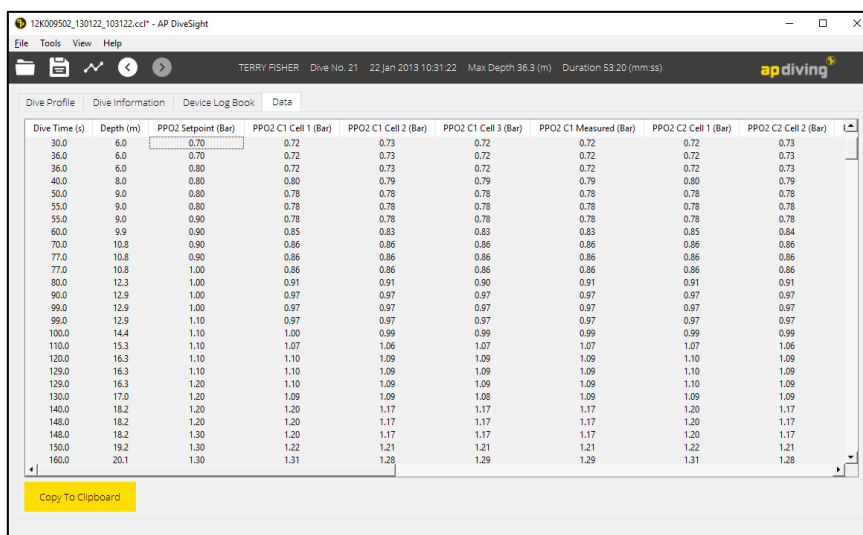 12K009502_130122_103122.ccl* - AP DiveSight
File Tools View Help
TERRY FISHER Dive No. 21 22 Jan 2013 10:31:22 Max Depth 36.3 (m) Duration 53:20 (mm:ss) apdiving
Dive Profile Dive Information Device Log Book Data
Dive Time (s) Depth (m) PPO2 Setpoint (Bar) PPO2 C1 Cell 1 (Bar) PPO2 C1 Cell 2 (Bar) PPO2 C1 Cell 3 (Bar) PPO2 C1 Measured (Bar) PPO2 C2 Cell 1 (Bar) PPO2 C2 Cell 2 (Bar)
30.0 6.0 0.70 0.72 0.73 0.72 0.72 0.72 0.73
36.0 6.0 0.70 0.72 0.73 0.72 0.72 0.72 0.73
36.0 6.0 0.80 0.72 0.73 0.72 0.72 0.72 0.73
40.0 8.0 0.80 0.80 0.79 0.79 0.79 0.80 0.79
50.0 9.0 0.80 0.78 0.78 0.78 0.78 0.78 0.78
55.0 9.0 0.80 0.78 0.78 0.78 0.78 0.78 0.78
55.0 9.0 0.90 0.78 0.78 0.78 0.78 0.78 0.78
60.0 9.9 0.90 0.85 0.83 0.83 0.83 0.85 0.84
70.0 10.8 0.90 0.86 0.86 0.86 0.86 0.86 0.86
77.0 10.8 0.90 0.86 0.86 0.86 0.86 0.86 0.86
77.0 10.8 1.00 0.86 0.86 0.86 0.86 0.86 0.86
80.0 12.3 1.00 0.91 0.91 0.90 0.91 0.91 0.91
90.0 12.9 1.00 0.97 0.97 0.97 0.97 0.97 0.97
99.0 12.9 1.00 0.97 0.97 0.97 0.97 0.97 0.97
99.0 12.9 1.10 0.97 0.97 0.97 0.97 0.97 0.97
100.0 14.4 1.10 1.00 0.99 0.99 0.99 0.99 0.99
110.0 15.3 1.10 1.07 1.06 1.07 1.07 1.07 1.06
120.0 16.3 1.10 1.10 1.09 1.09 1.09 1.10 1.09
129.0 16.3 1.10 1.10 1.09 1.09 1.09 1.10 1.09
129.0 16.3 1.20 1.10 1.09 1.09 1.09 1.10 1.09
130.0 17.0 1.20 1.09 1.09 1.08 1.09 1.09 1.09
140.0 18.2 1.20 1.20 1.17 1.17 1.17 1.20 1.17
148.0 18.2 1.20 1.20 1.17 1.17 1.17 1.20 1.17
148.0 18.2 1.30 1.20 1.17 1.17 1.17 1.20 1.17
150.0 19.2 1.30 1.22 1.21 1.21 1.21 1.22 1.21
160.0 20.1 1.30 1.31 1.28 1.29 1.29 1.31 1.28
Copy To Clipboard